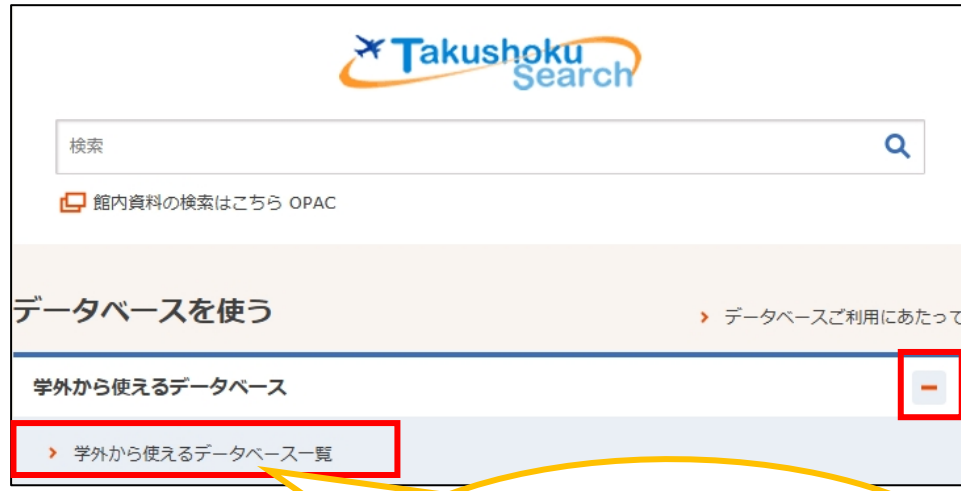 Takushoku
Search
検索
館内資料の検索はこちら OPAC
データベースを使う
データベースご利用にあたって
学外から使えるデータベース
学外から使えるデータベース一覧